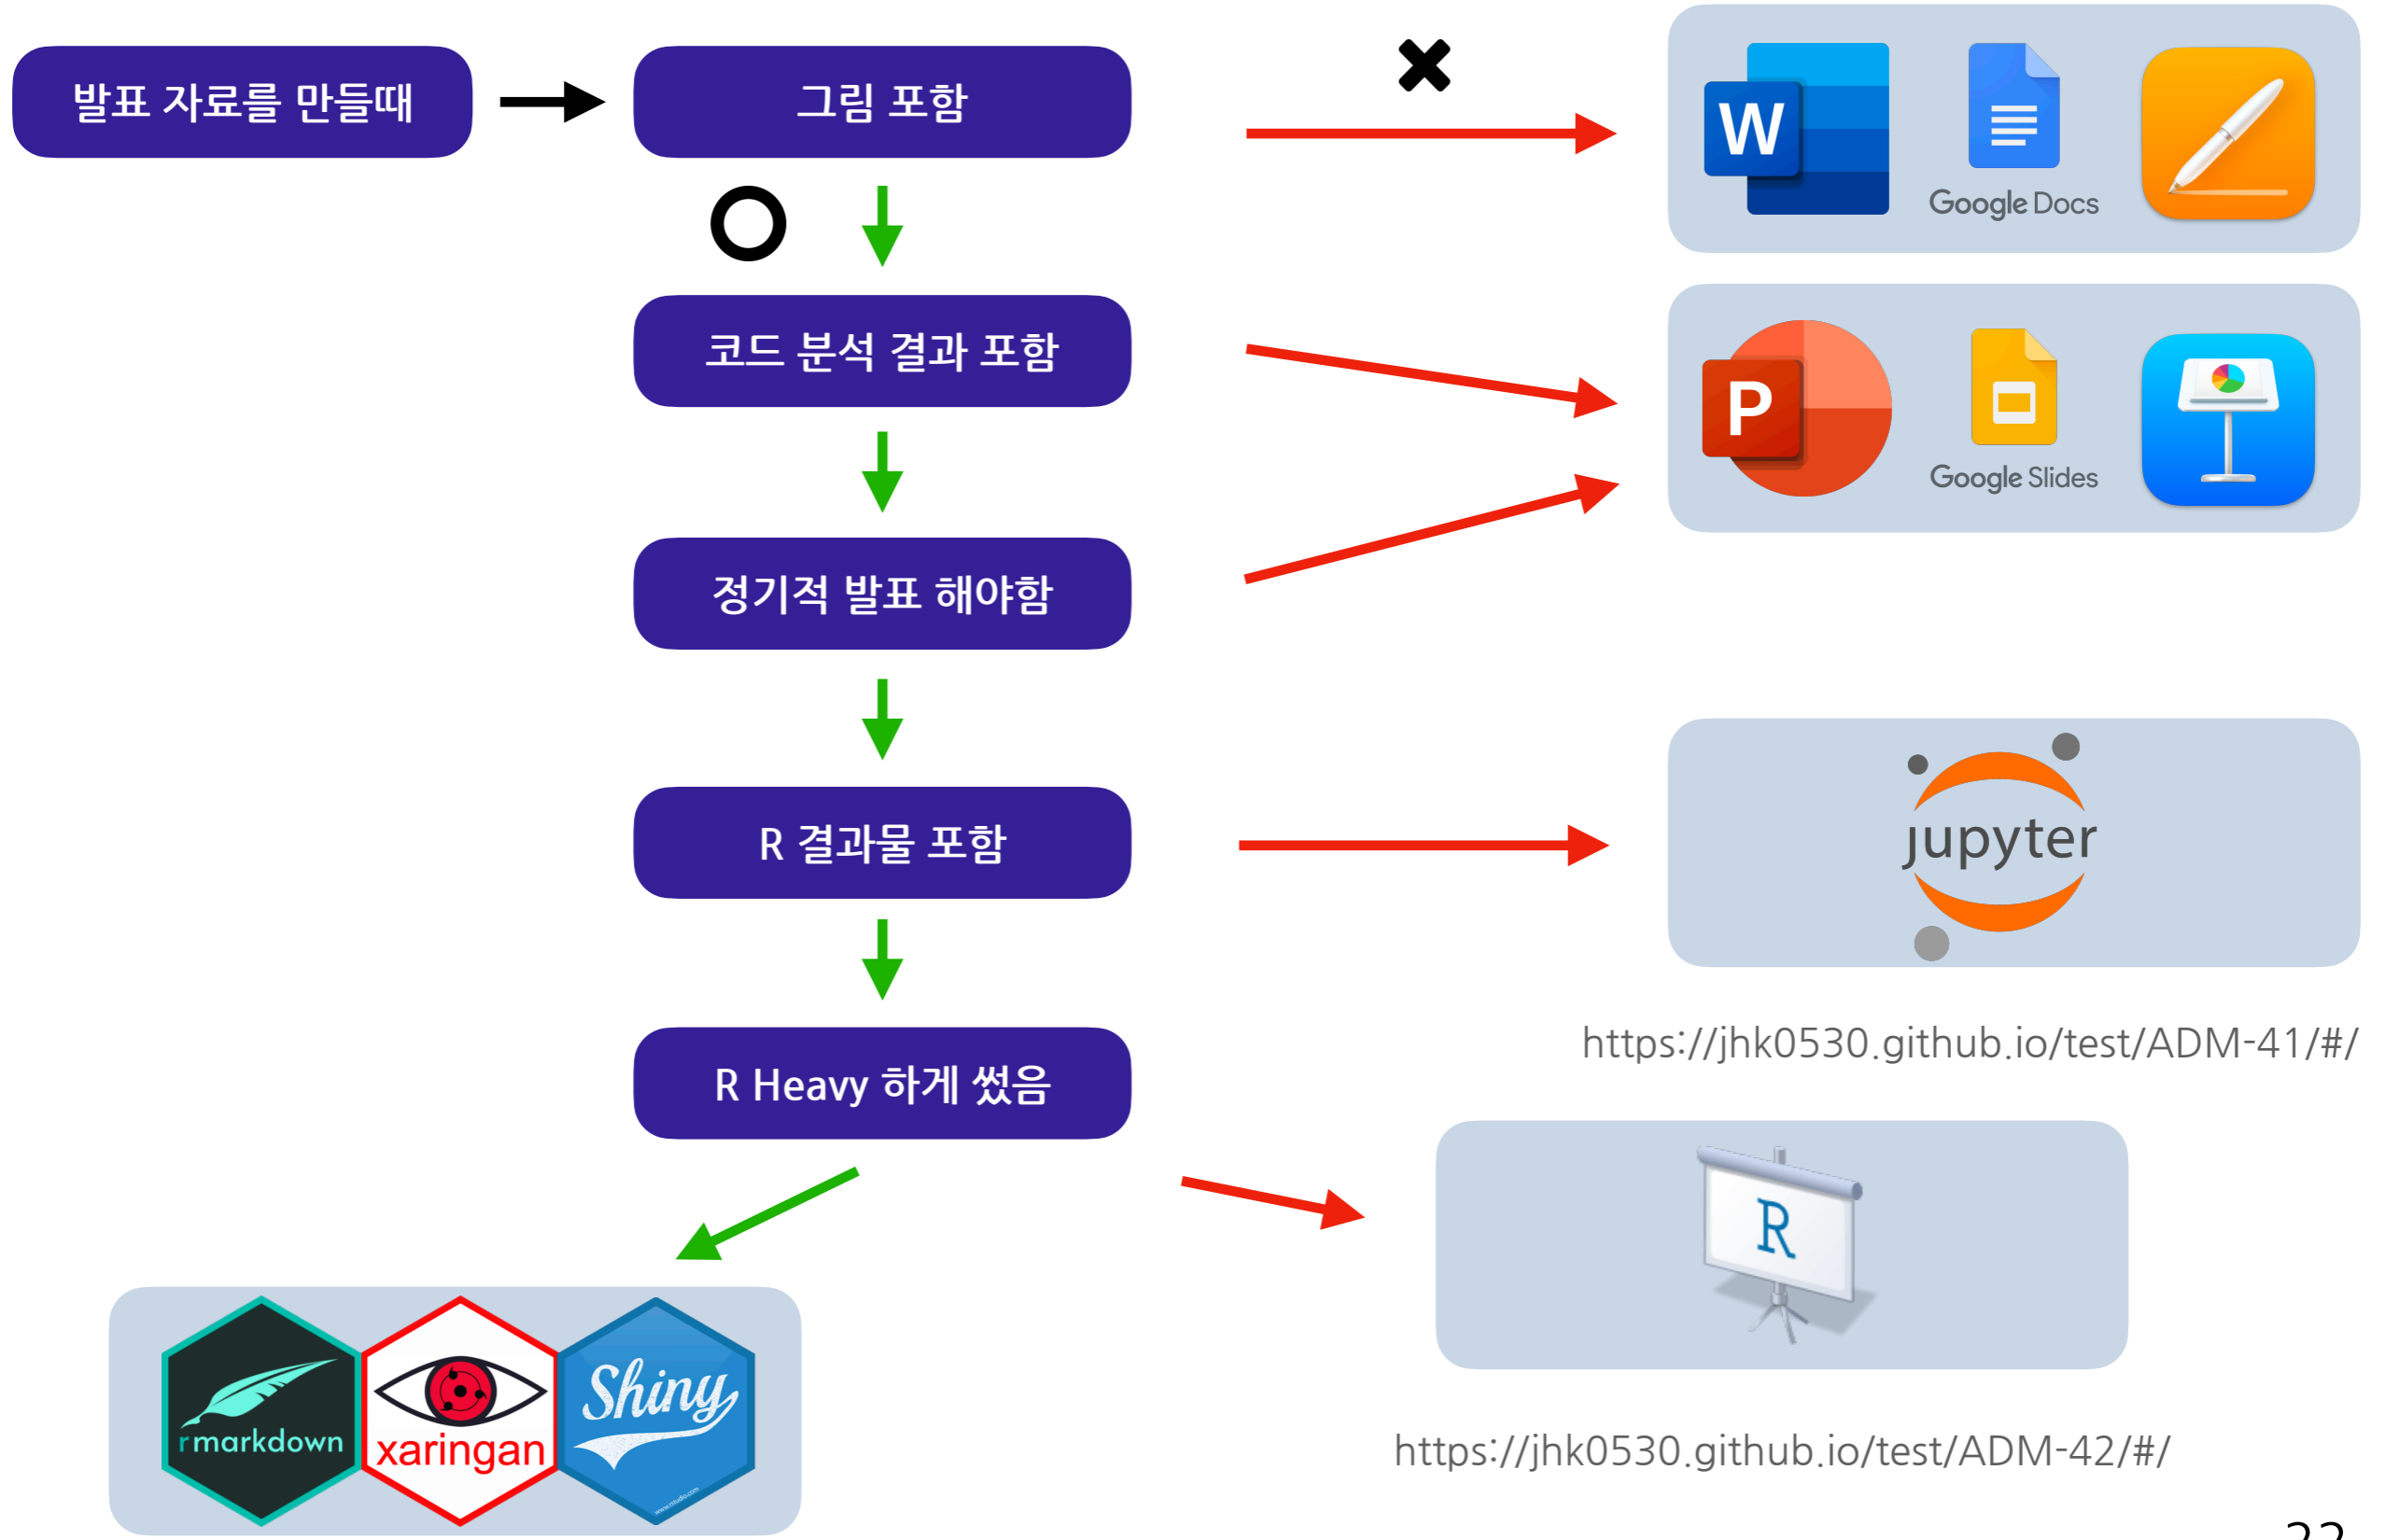 발표 자료를 만들때
그림 포함
W
Google Docs
코드 분석 결과 포함
P
Google Slides
정기적 발표 해야함
R 결과물 포함
jupyter
https://jhk0530.github.io/test/ADM-41/#/
R Heavy 하게 썼음
R
rmarkdown
xaringan
Shiny
www.rstudio.com
https://jhk0530.github.io/test/ADM-42/#/